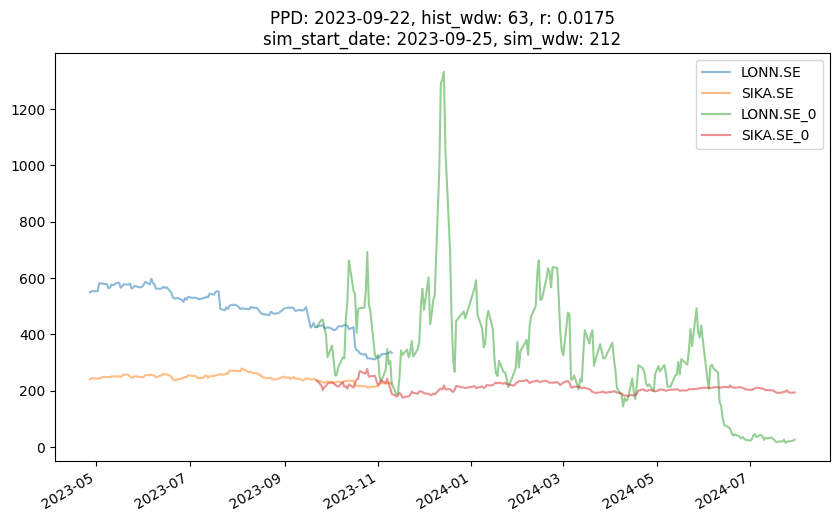 PPD: 2023-09-22, hist_wdw: 63, r: 0.0175
sim_start_date: 2023-09-25, sim_wdw: 212
LONN.SE
SIKA.SE
LONN.SE_0
SIKA.SE_0
1200
1000
800
600
400
200
0
2023-05
2023-07
2023-09
2023-11
2024-01
2024-03
2024-05
2024-07